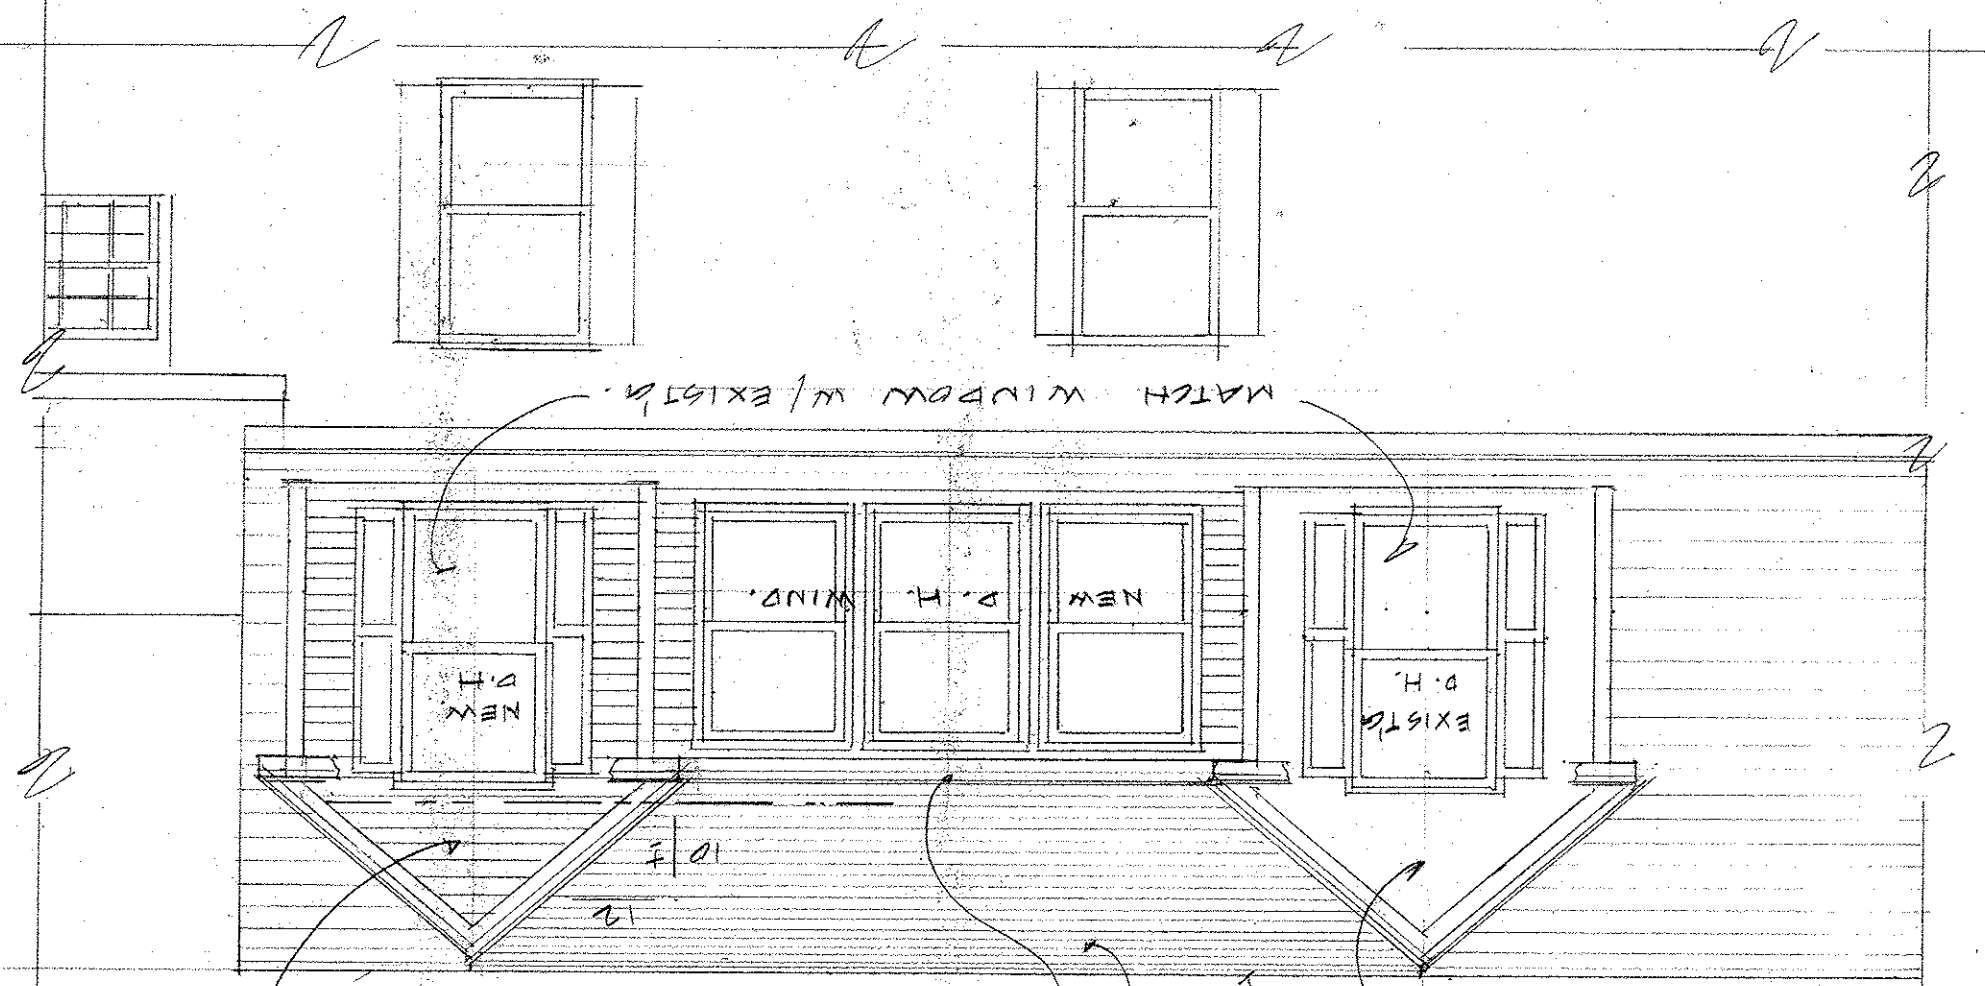 12
10 ±
EXIST'G
D.H.
NEW
D.H
NEW D.H. WIND.
MATCH WINDOW W/ EXIST'G.